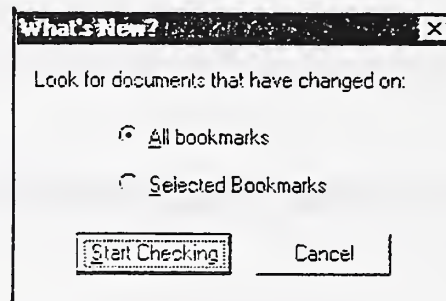 What's New?
Look for documents that have changed on:
All bookmarks
Selected Bookmarks
Start Checking
Cancel